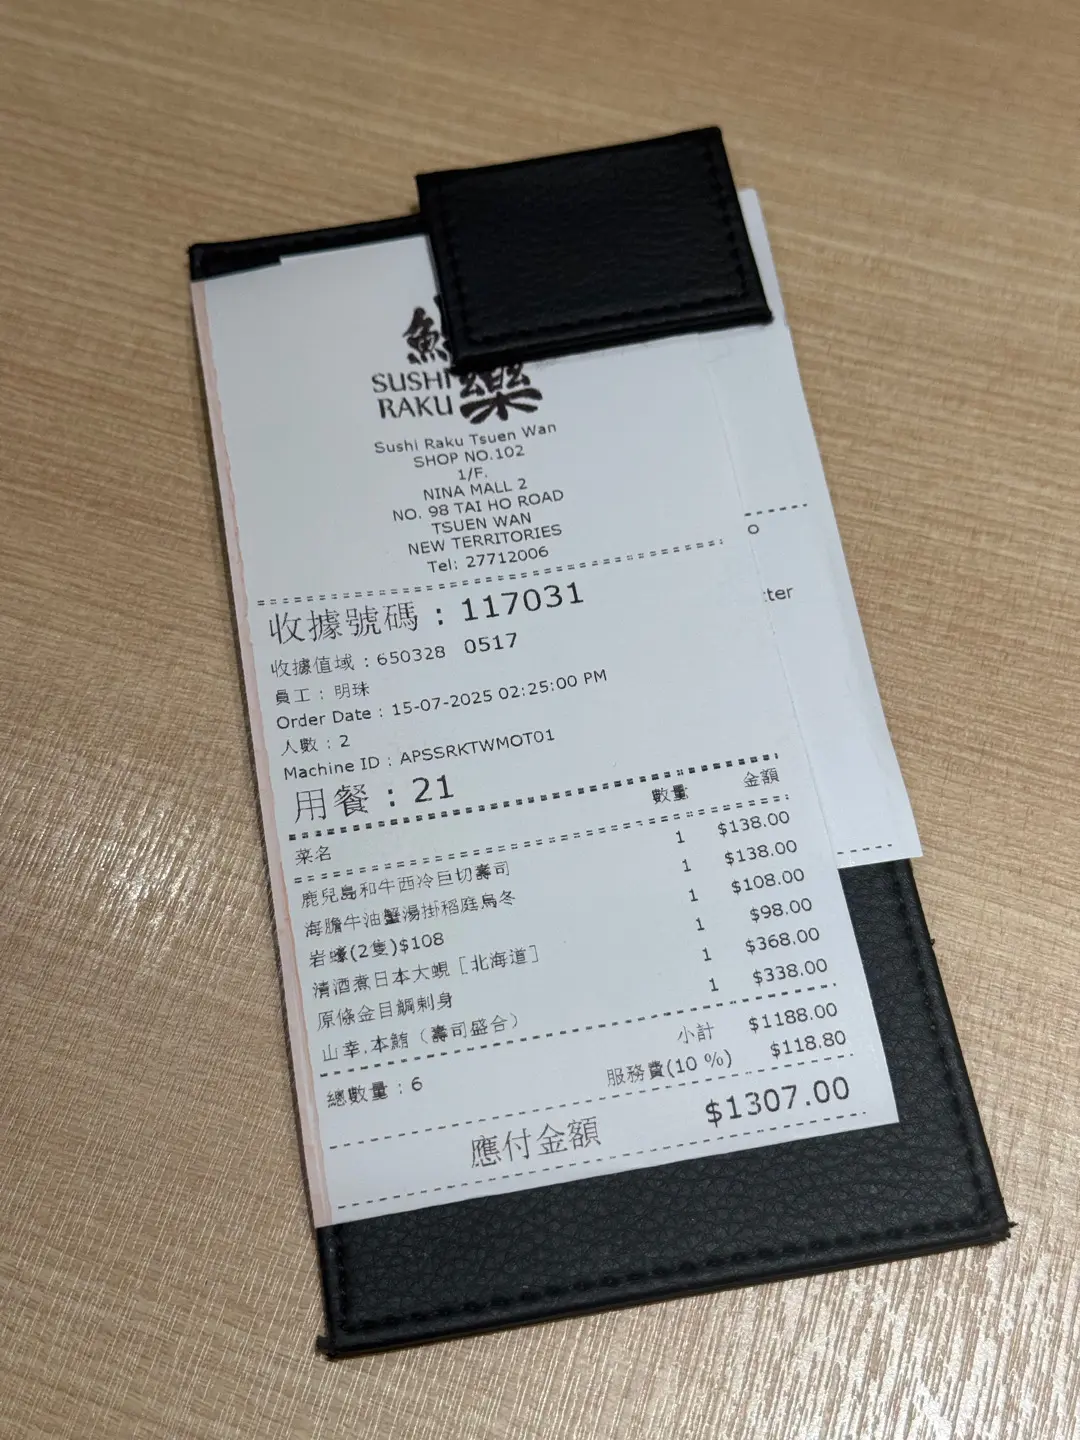 SUSHI
RAKU 樂
Sushi Raku Tsuen Wan
SHOP NO.102
1/F.
NINA MALL 2
NO. 98 TAI HO ROAD
TSUEN WAN
NEW TERRITORIES
Tel: 27712006
收據號碼 : 117031
收據值域 : 650328 0517
員工 : 明珠
Order Date : 15-07-2025 02:25:00 PM
人數 : 2
Machine ID : APSSRKTWMOT01
用餐 : 21
菜名 數量 金額
鹿兒島和牛西冷巨切壽司 1 $138.00
海膽牛油蟹湯掛稻庭烏冬 1 $138.00
岩蠔(2隻)$108 1 $108.00
清酒煮日本大蜆［北海道］ 1 $98.00
原條金目鯛刺身 1 $368.00
山幸.本鮪（壽司盛合） 1 $338.00
總數量 : 6 小計 $1188.00
服務費(10 %) $118.80
應付金額 $1307.00